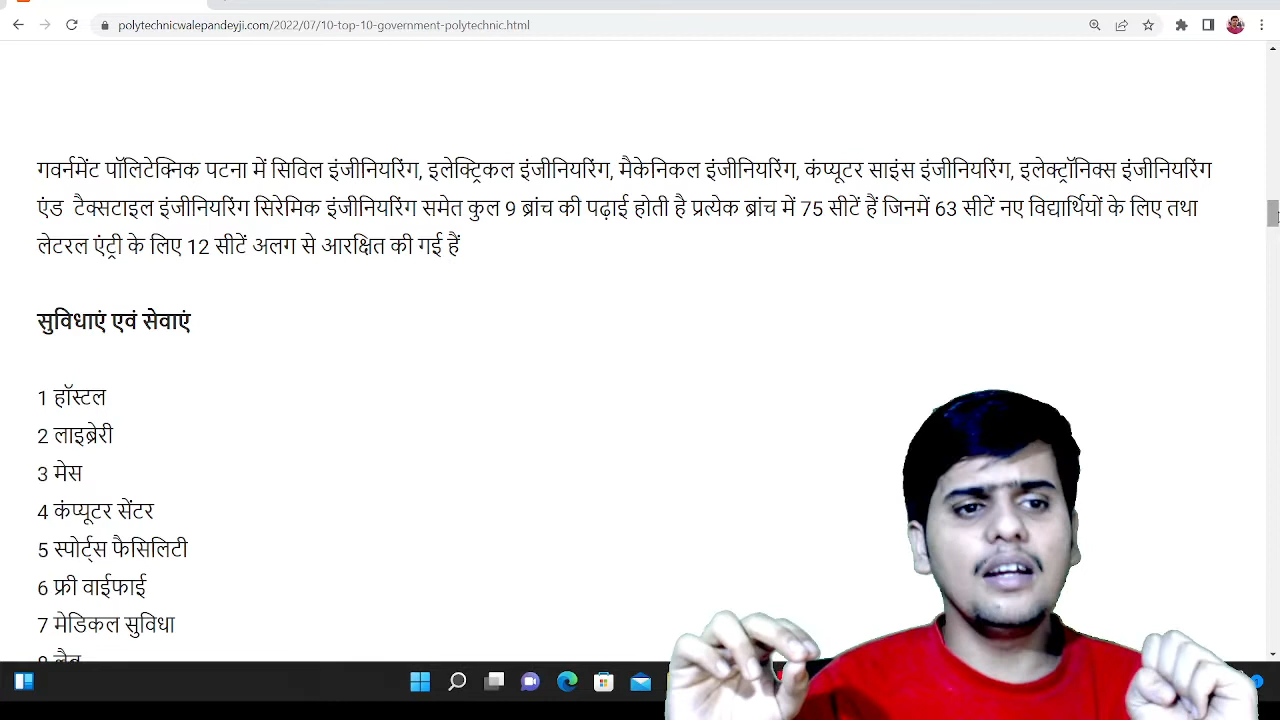 polytechnicwalepandeyji.com/2022/07/10-top-10-government-polytechnic.html
गवर्नमेंट पॉलिटेक्निक पटना में सिविल इंजीनियरिंग, इलेक्ट्रिकल इंजीनियरिंग, मैकेनिकल इंजीनियरिंग, कंप्यूटर साइंस इंजीनियरिंग, इलेक्ट्रॉनिक्स इंजीनियरिंग
एंड टैक्सटाइल इंजीनियरिंग सिरेमिक इंजीनियरिंग समेत कुल 9 ब्रांच की पढ़ाई होती है प्रत्येक ब्रांच में 75 सीटें हैं जिनमें 63 सीटें नए विद्यार्थियों के लिए तथा
लेटरल एंट्री के लिए 12 सीटें अलग से आरक्षित की गई हैं
सुविधाएं एवं सेवाएं
1 हॉस्टल
2 लाइब्रेरी
3 मेस
4 कंप्यूटर सेंटर
5 स्पोर्ट्स फैसिलिटी
6 फ्री वाईफाई
7 मेडिकल सुविधा
8 लैब